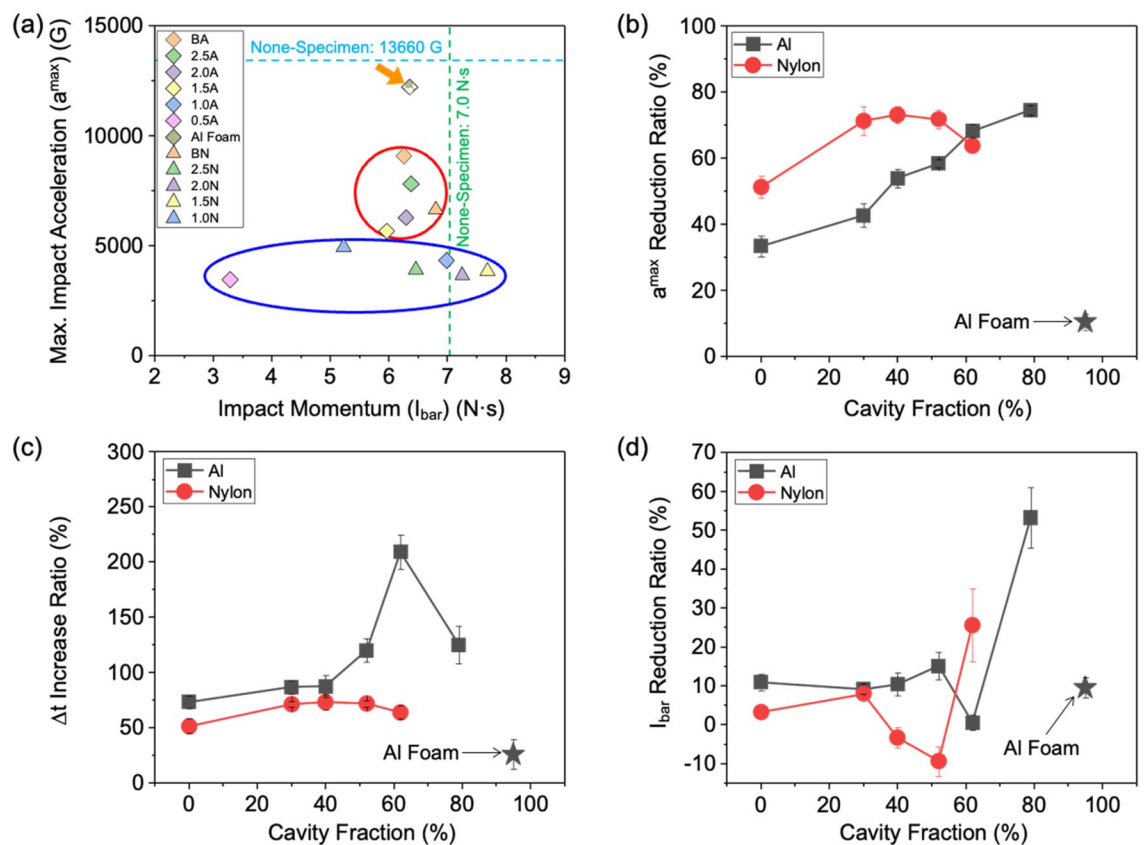 (a)
Max. Impact Acceleration (a^max) (G)
15000
10000
5000
0
BA
2.5A
2.0A
1.5A
1.0A
0.5A
Al Foam
BN
2.5N
2.0N
1.5N
1.0N
None-Specimen: 13660 G
None-Specimen: 7.0 N·s
2 3 4 5 6 7 8 9
Impact Momentum (I_bar) (N·s)
(b)
a^max Reduction Ratio (%)
100
80
60
40
20
0
Al
Nylon
Al Foam
0 20 40 60 80 100
Cavity Fraction (%)
(c)
Δt Increase Ratio (%)
300
250
200
150
100
50
0
Al
Nylon
Al Foam
0 20 40 60 80 100
Cavity Fraction (%)
(d)
I_bar Reduction Ratio (%)
70
60
50
40
30
20
10
0
-10
Al
Nylon
Al Foam
0 20 40 60 80 100
Cavity Fraction (%)